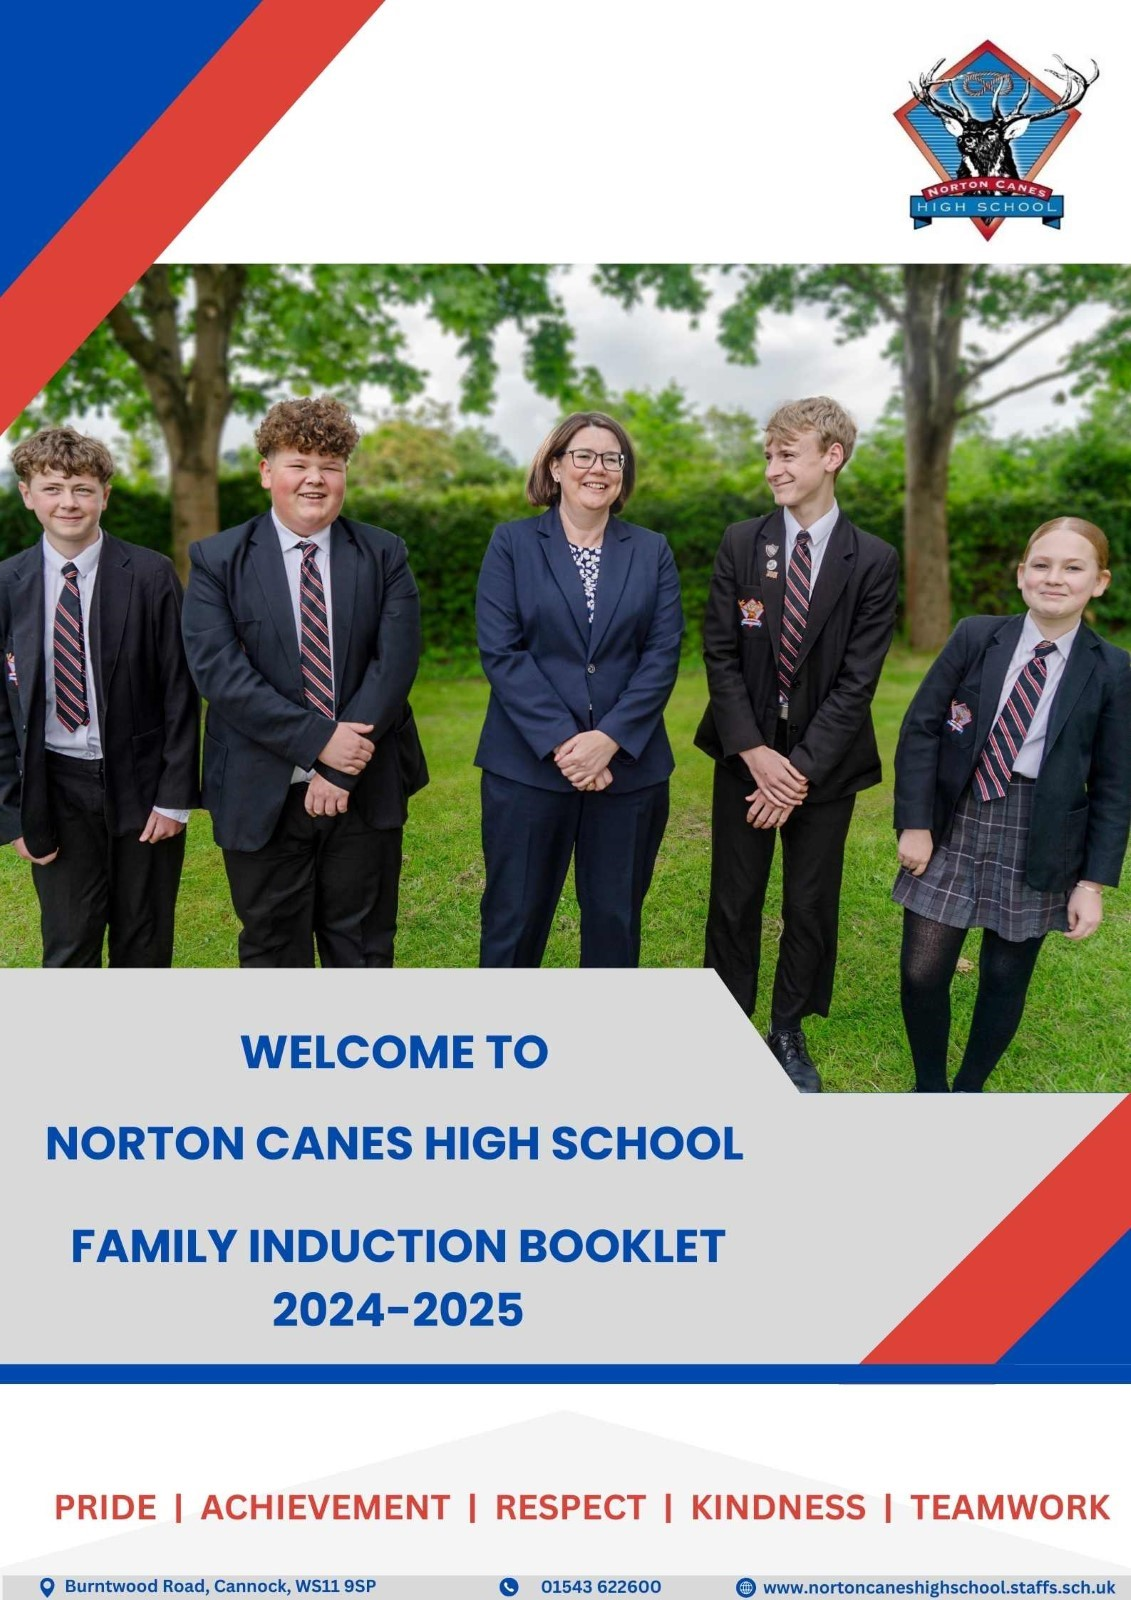 NORTON CANES
HIGH SCHOOL
WELCOME TO
NORTON CANES HIGH SCHOOL
FAMILY INDUCTION BOOKLET
2024-2025
PRIDE | ACHIEVEMENT | RESPECT | KINDNESS | TEAMWORK
Burntwood Road, Cannock, WS11 9SP 01543 622600 www.nortoncaneshighschool.staffs.sch.uk